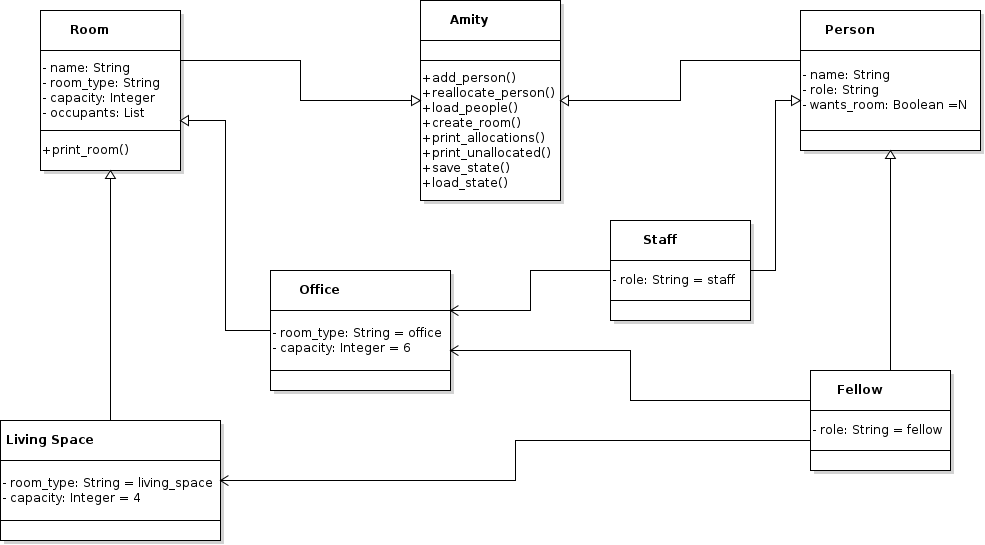 Room
- name: String
- room_type: String
- capacity: Integer
- occupants: List
+print_room()
Amity
+add_person()
+reallocate_person()
+load_people()
+create_room()
+print_allocations()
+print_unallocated()
+save_state()
+load_state()
Person
- name: String
- role: String
- wants_room: Boolean =N
Staff
- role: String = staff
Office
- room_type: String = office
- capacity: Integer = 6
Fellow
- role: String = fellow
Living Space
- room_type: String = living_space
- capacity: Integer = 4